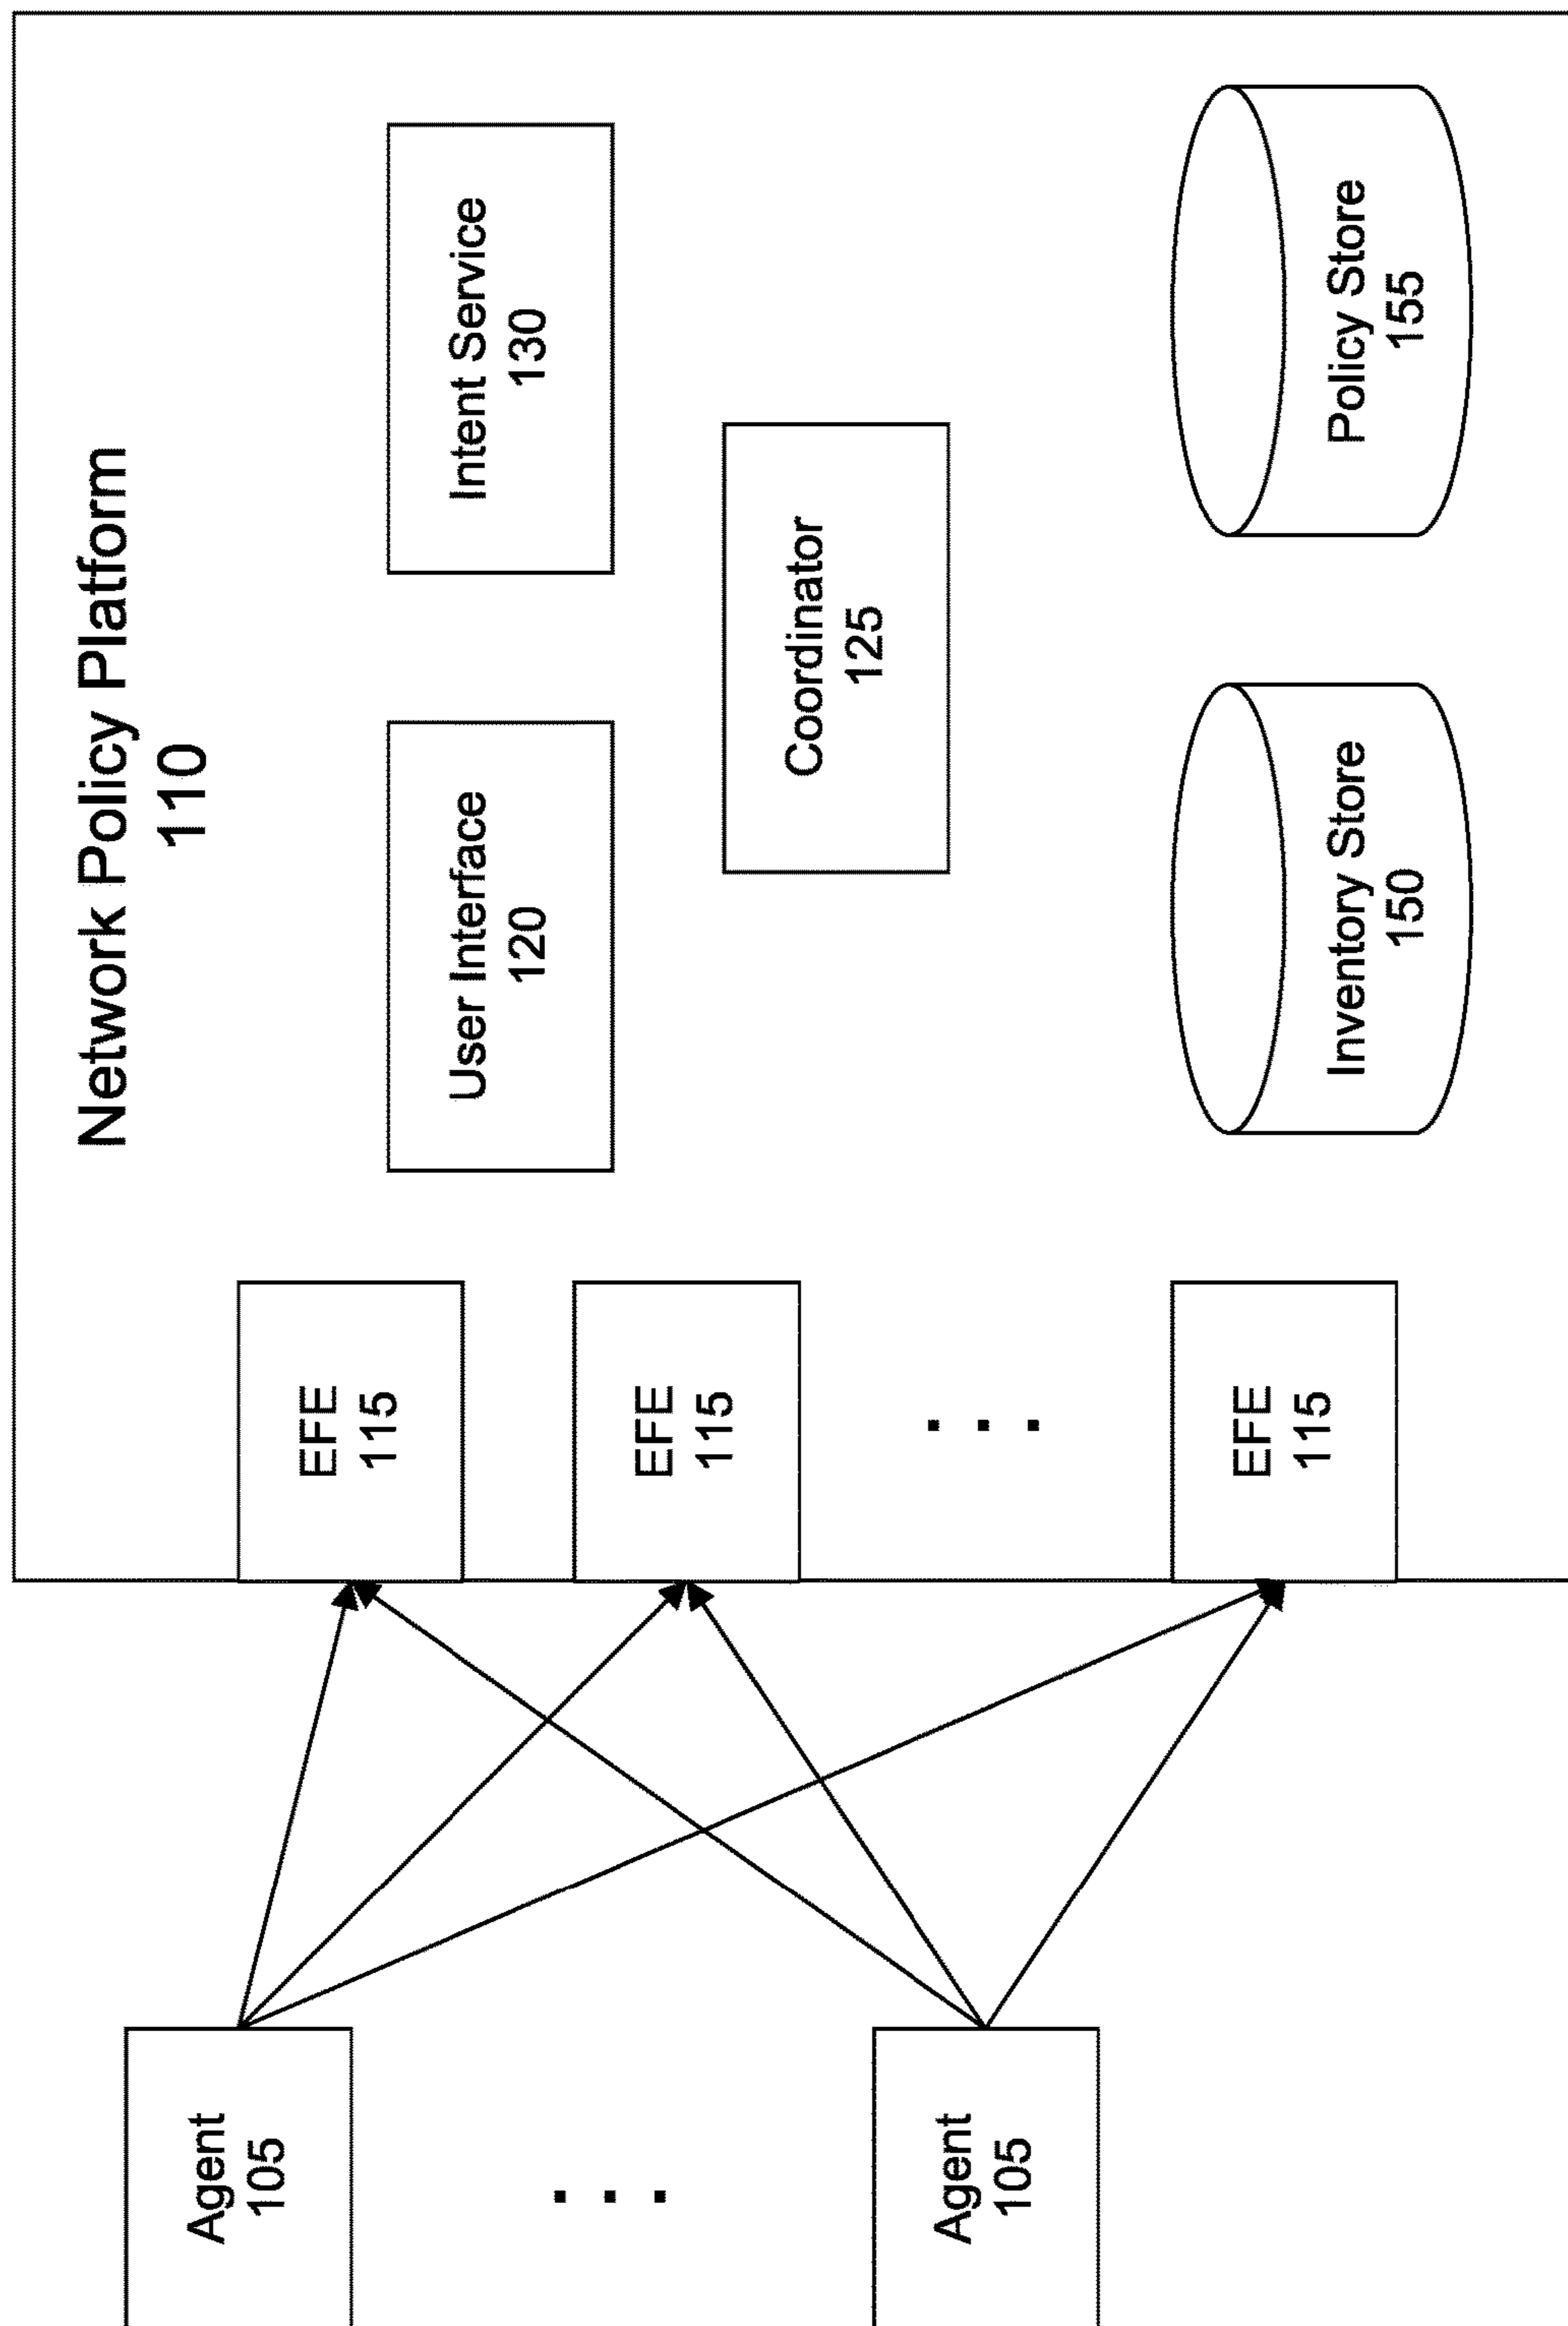 Network Policy Platform
110
Agent
105
. . .
Agent
105
EFE
115
EFE
115
. . .
EFE
115
User Interface
120
Intent Service
130
Coordinator
125
Inventory Store
150
Policy Store
155